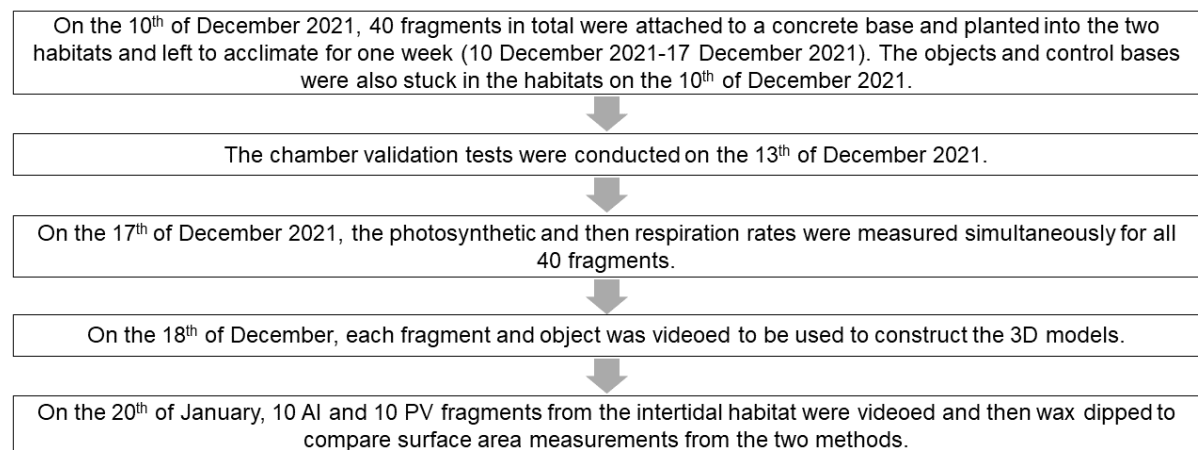 On the 10th of December 2021, 40 fragments in total were attached to a concrete base and planted into the two
habitats and left to acclimate for one week (10 December 2021-17 December 2021). The objects and control bases
were also stuck in the habitats on the 10th of December 2021.
The chamber validation tests were conducted on the 13th of December 2021.
On the 17th of December 2021, the photosynthetic and then respiration rates were measured simultaneously for all
40 fragments.
On the 18th of December, each fragment and object was videoed to be used to construct the 3D models.
On the 20th of January, 10 AI and 10 PV fragments from the intertidal habitat were videoed and then wax dipped to
compare surface area measurements from the two methods.